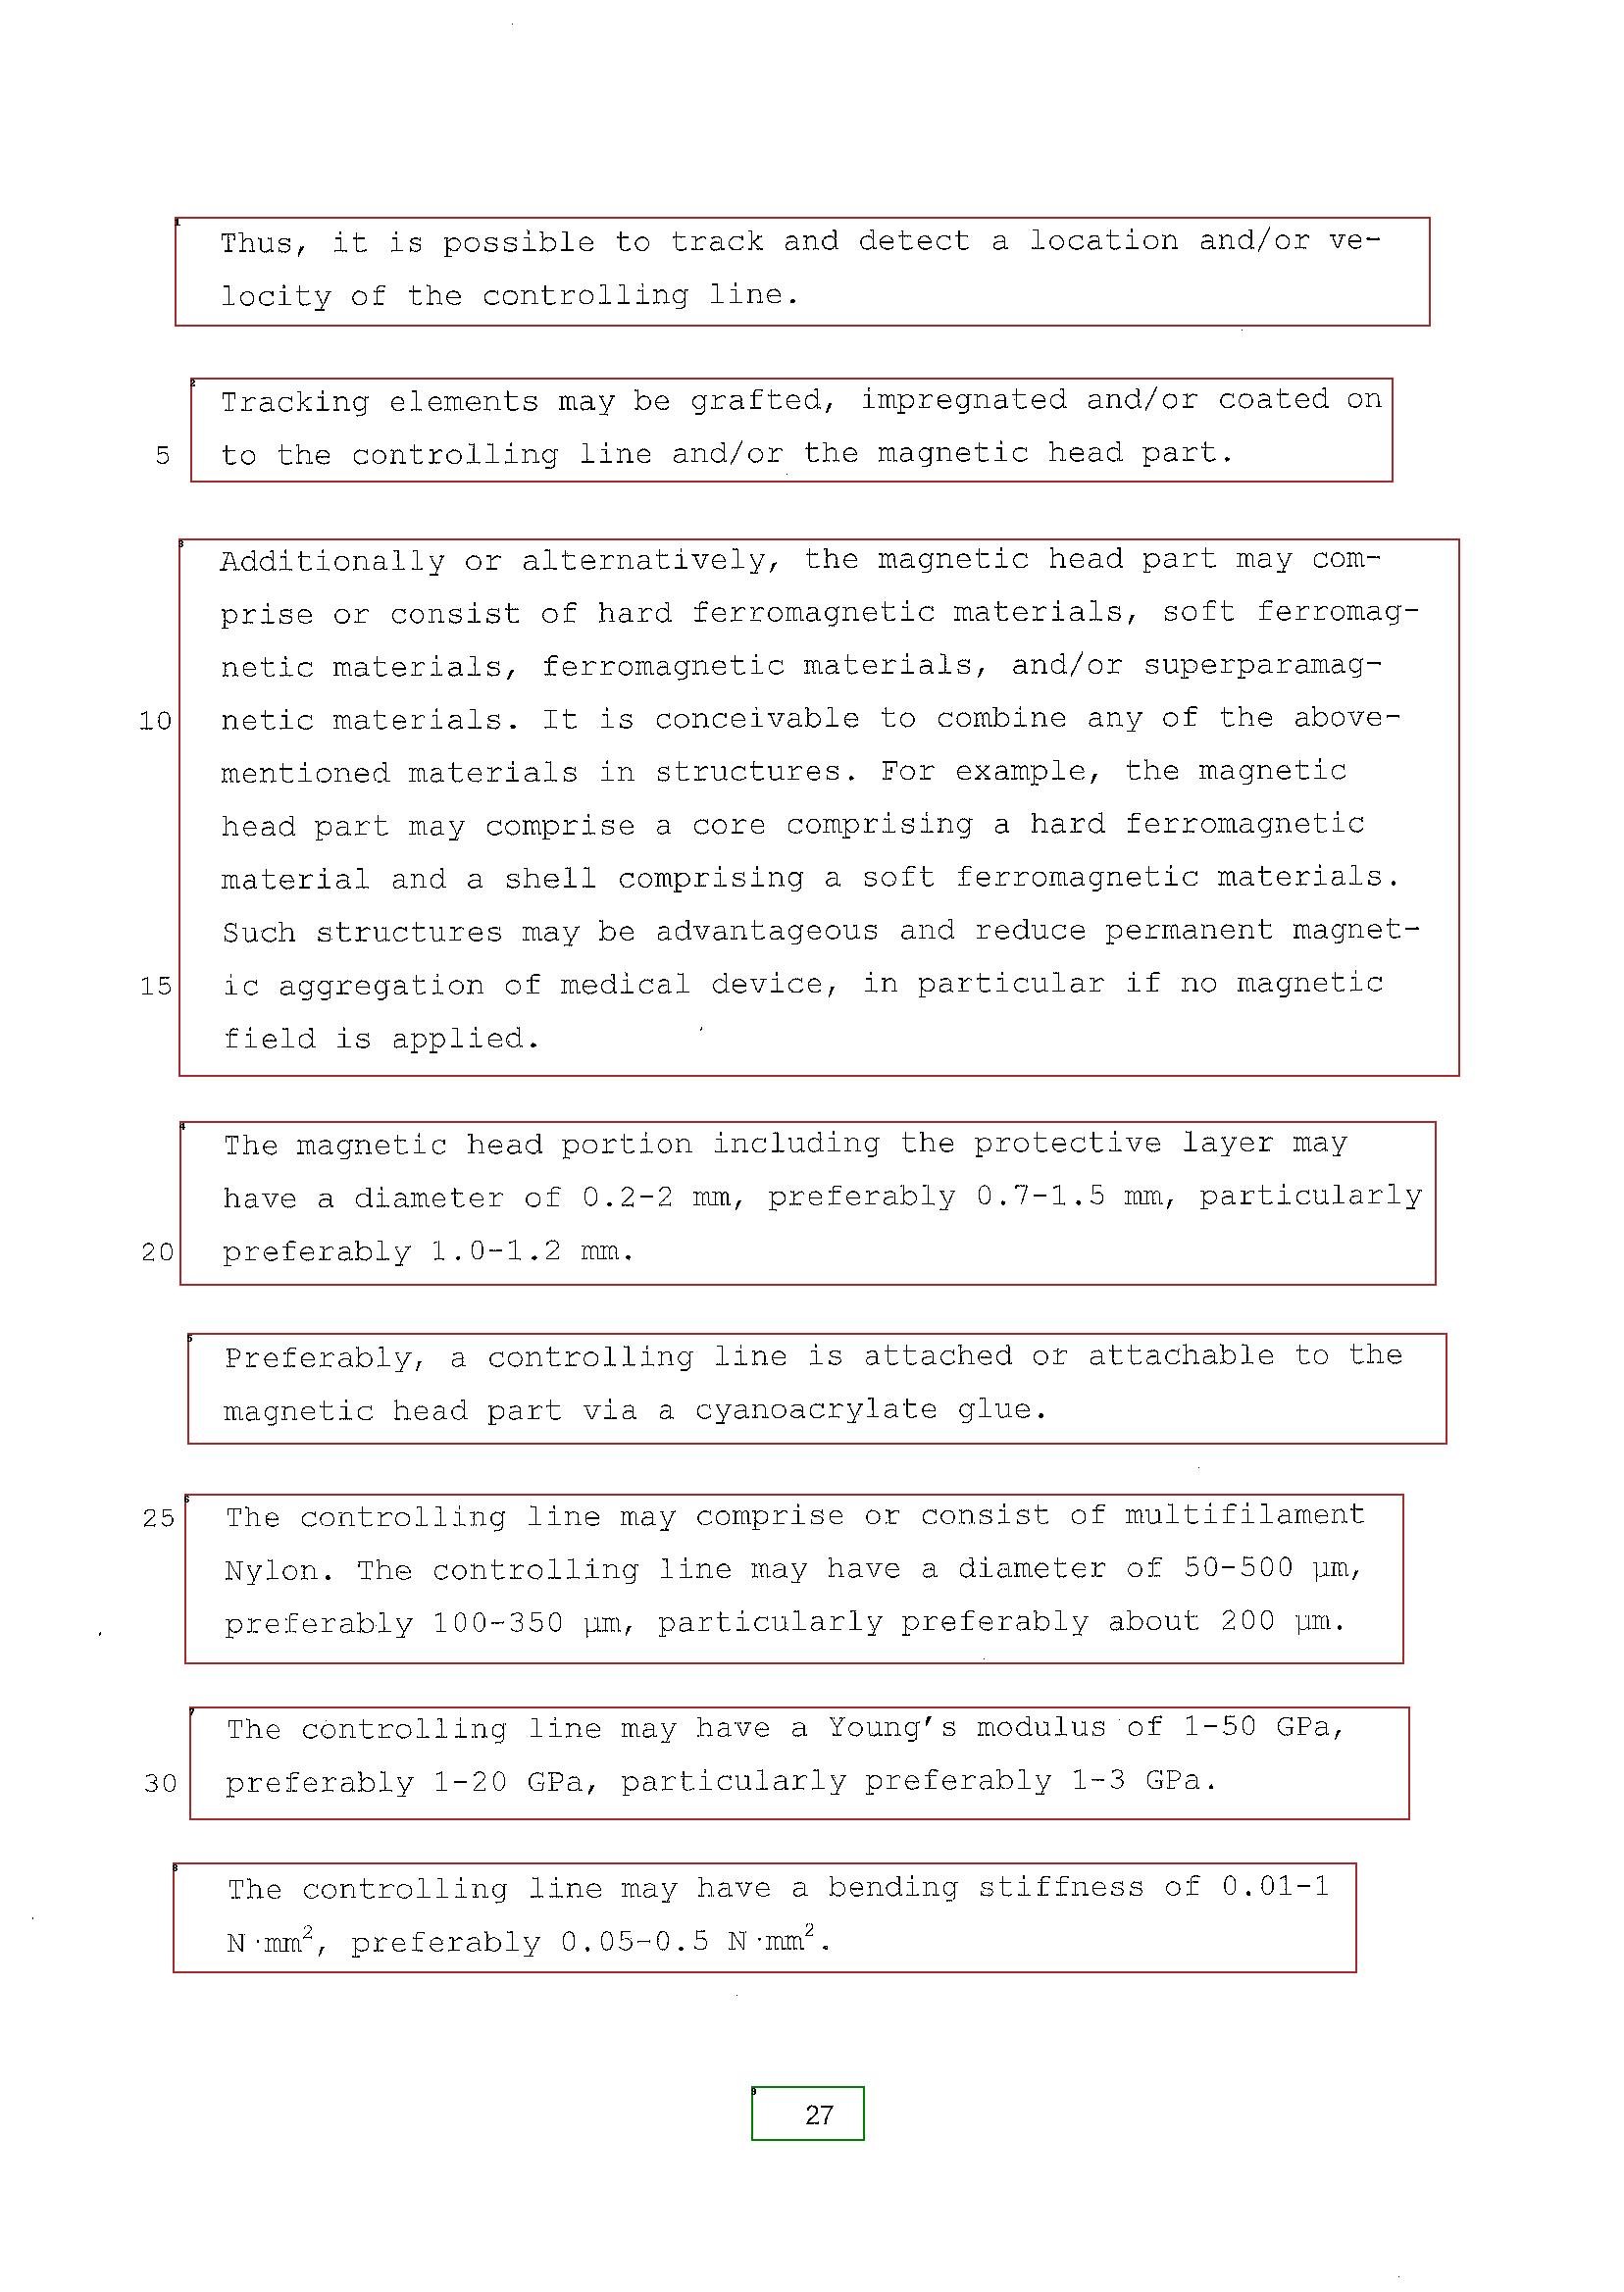 Thus, it is possible to track and detect a location and/or ve-
locity of the controlling line.
Tracking elements may be grafted, impregnated and/or coated on
5 to the controlling line and/or the magnetic head part.
Additionally or alternatively, the magnetic head part may com-
prise or consist of hard ferromagnetic materials, soft ferromag-
netic materials, ferromagnetic materials, and/or superparamag-
10 netic materials. It is conceivable to combine any of the above-
mentioned materials in structures. For example, the magnetic
head part may comprise a core comprising a hard ferromagnetic
material and a shell comprising a soft ferromagnetic materials.
Such structures may be advantageous and reduce permanent magnet-
15 ic aggregation of medical device, in particular if no magnetic
field is applied.
The magnetic head portion including the protective layer may
have a diameter of 0.2-2 mm, preferably 0.7-1.5 mm, particularly
20 preferably 1.0-1.2 mm.
Preferably, a controlling line is attached or attachable to the
magnetic head part via a cyanoacrylate glue.
25 The controlling line may comprise or consist of multifilament
Nylon. The controlling line may have a diameter of 50-500 µm,
preferably 100-350 µm, particularly preferably about 200 µm.
The controlling line may have a Young's modulus of 1-50 GPa,
30 preferably 1-20 GPa, particularly preferably 1-3 GPa.
The controlling line may have a bending stiffness of 0.01-1
N·mm², preferably 0.05-0.5 N·mm².
27